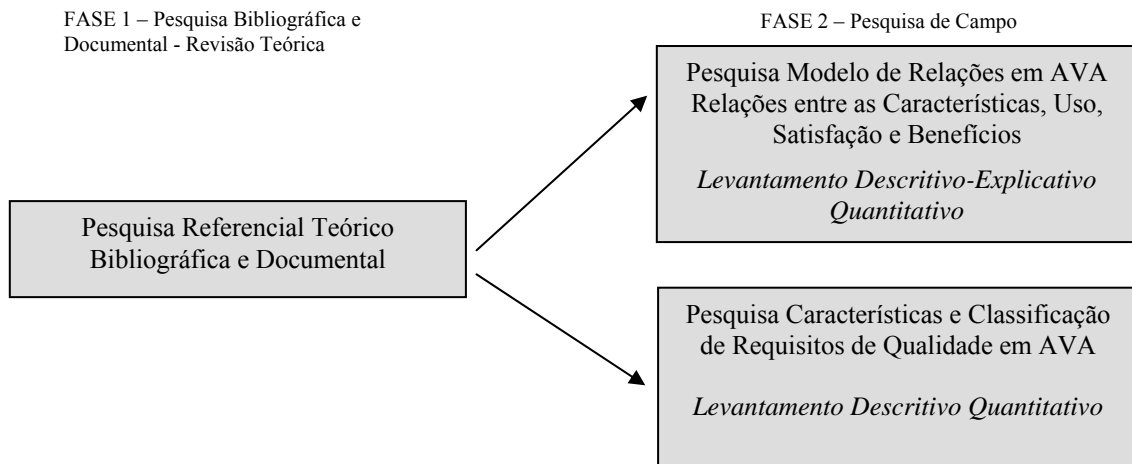 FASE 1 – Pesquisa Bibliográfica e
Documental - Revisão Teórica
FASE 2 – Pesquisa de Campo
Pesquisa Referencial Teórico
Bibliográfica e Documental
Pesquisa Modelo de Relações em AVA
Relações entre as Características, Uso,
Satisfação e Benefícios
Levantamento Descritivo-Explicativo
Quantitativo
Pesquisa Características e Classificação
de Requisitos de Qualidade em AVA
Levantamento Descritivo Quantitativo